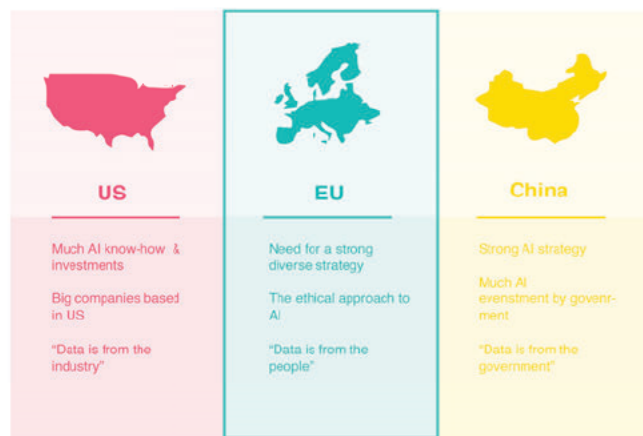 US
Much AI know-how &
investments
Big companies based
in US
"Data is from the
industry"
EU
Need for a strong
diverse strategy
The ethical approach to
AI
"Data is from the
people"
China
Strong AI strategy
Much AI
erenstment by govenr-
ment
"Data is from the
government"